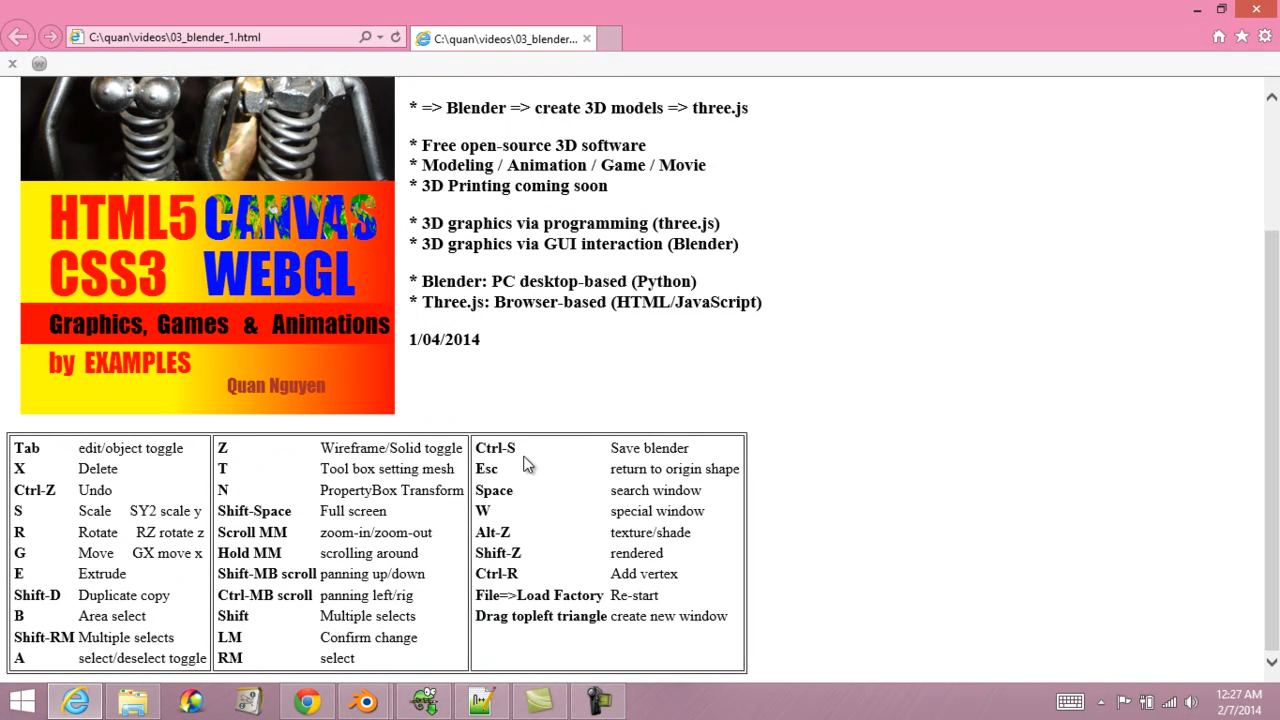 C:\quan\videos\03_blender_1.html
C:\quan\videos\03_blender...
* => Blender => create 3D models => three.js
* Free open-source 3D software
* Modeling / Animation / Game / Movie
* 3D Printing coming soon
* 3D graphics via programming (three.js)
* 3D graphics via GUI interaction (Blender)
* Blender: PC desktop-based (Python)
* Three.js: Browser-based (HTML/JavaScript)
1/04/2014
HTML5 CANVAS
CSS3 WEBGL
Graphics, Games & Animations
by EXAMPLES
Quan Nguyen
Tab edit/object toggle
X Delete
Ctrl-Z Undo
S Scale SY2 scale y
R Rotate RZ rotate z
G Move GX move x
E Extrude
Shift-D Duplicate copy
B Area select
Shift-RM Multiple selects
A select/deselect toggle
Z Wireframe/Solid toggle
T Tool box setting mesh
N PropertyBox Transform
Shift-Space Full screen
Scroll MM zoom-in/zoom-out
Hold MM scrolling around
Shift-MB scroll panning up/down
Ctrl-MB scroll panning left/rig
Shift Multiple selects
LM Confirm change
RM select
Ctrl-S Save blender
Esc return to origin shape
Space search window
W special window
Alt-Z texture/shade
Shift-Z rendered
Ctrl-R Add vertex
File=>Load Factory Re-start
Drag topleft triangle create new window
12:27 AM
2/7/2014